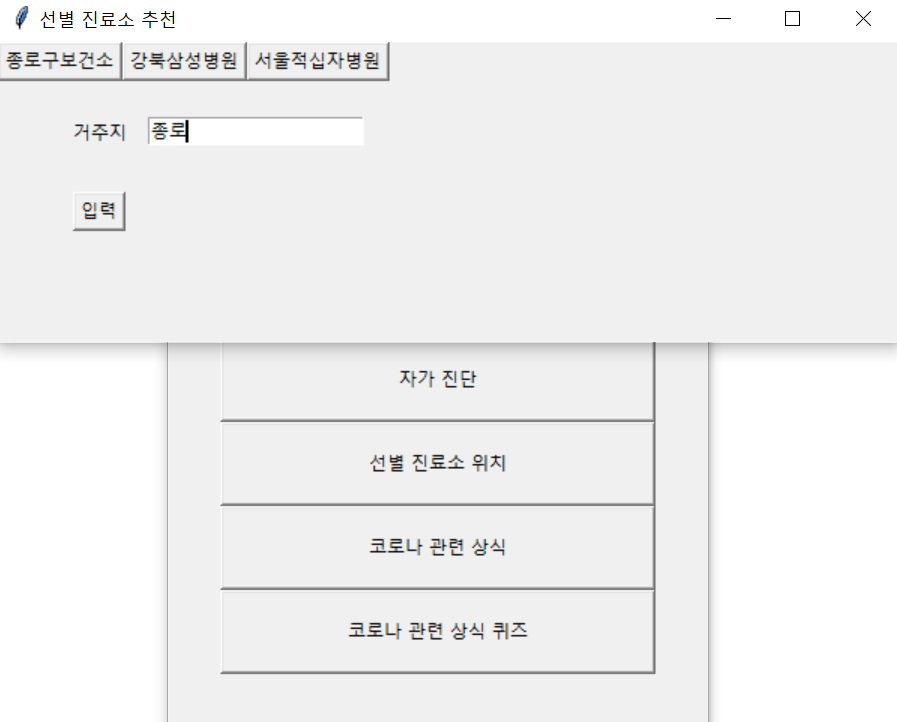 선별 진료소 추천
종로구보건소 강북삼성병원 서울적십자병원
거주지 종로
입력
자가 진단
선별 진료소 위치
코로나 관련 상식
코로나 관련 상식 퀴즈